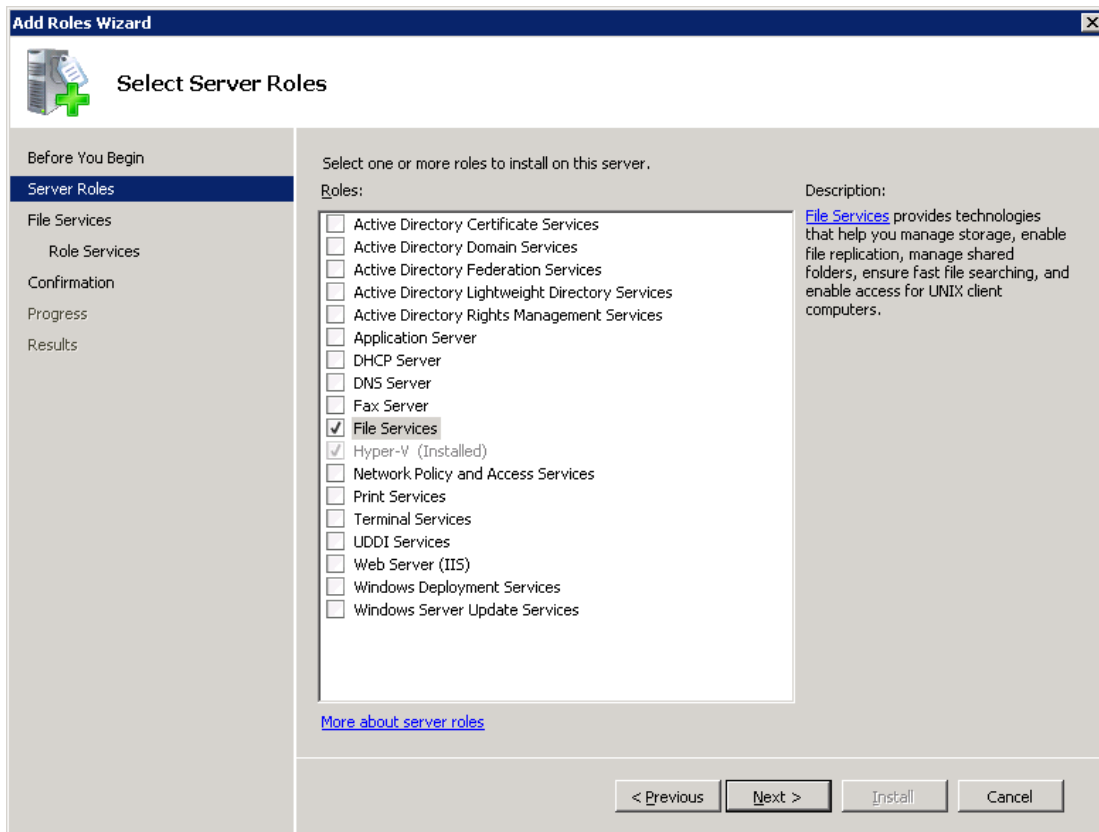 Add Roles Wizard
Select Server Roles
Before You Begin
Server Roles
File Services
Role Services
Confirmation
Progress
Results
Select one or more roles to install on this server.
Roles:
Active Directory Certificate Services
Active Directory Domain Services
Active Directory Federation Services
Active Directory Lightweight Directory Services
Active Directory Rights Management Services
Application Server
DHCP Server
DNS Server
Fax Server
File Services
Hyper-V (Installed)
Network Policy and Access Services
Print Services
Terminal Services
UDDI Services
Web Server (IIS)
Windows Deployment Services
Windows Server Update Services
More about server roles
Description:
File Services provides technologies
that help you manage storage, enable
file replication, manage shared
folders, ensure fast file searching, and
enable access for UNIX client
computers.
< Previous
Next >
Install
Cancel